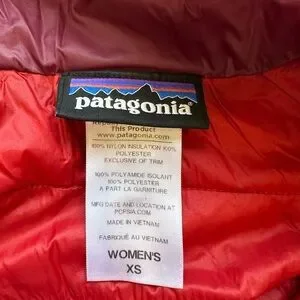 patagonia®
This Product
www.patagonia.com
100% NYLON INSULATION 100%
POLYESTER
EXCLUSIVE OF TRIM
100% POLYAMIDE ISOLANT
100% POLYESTER
A PART LA GARNITURE
MFG DATE AND LOCATION AT
PCFSIA.COM
MADE IN VIETNAM
FABRIQUÉ AU VIETNAM
WOMEN'S
XS